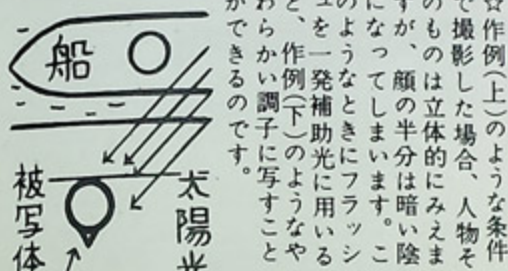 ☆作例(上)のような条件
で撮影した場合、人物そ
のものは立体的にみえま
すが、顔の半分は暗い陰
になってしまいます。こ
のようなときにフラッシ
ュを一発補助光に用いる
と、作例(下)のようなや
わらかい調子に写すこと
ができるのです。
船
太陽光
被写体